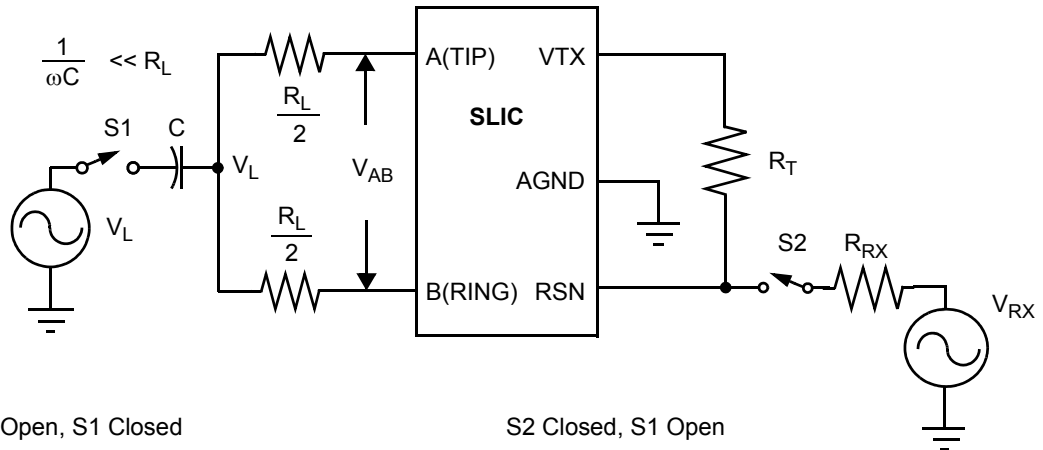 1
ωC
<< R_L
R_L
2
A(TIP)
VTX
SLIC
S1
C
V_L
V_AB
R_T
AGND
V_L
R_L
2
S2
R_RX
B(RING)
RSN
V_RX
Open, S1 Closed
S2 Closed, S1 Open